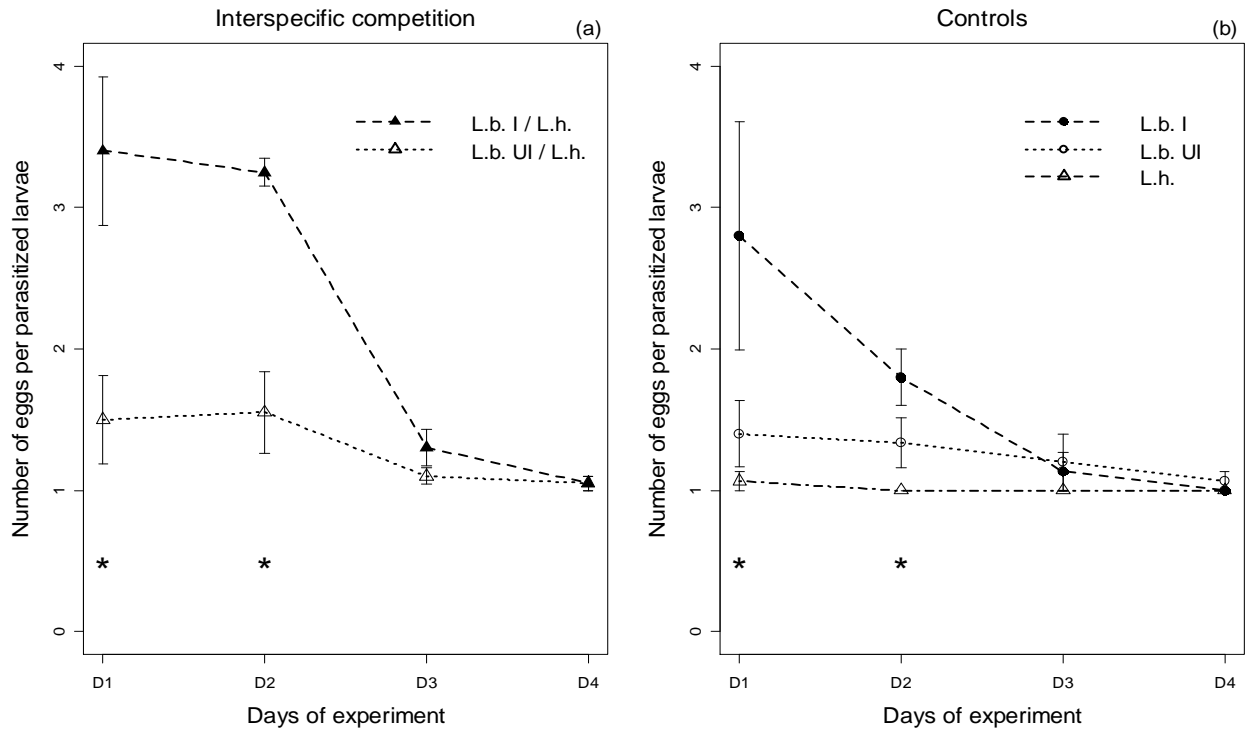 Interspecific competition
(a)
Number of eggs per parasitized larvae
4
3
2
1
0
L.b. I / L.h.
L.b. UI / L.h.
*
*
D1
D2
D3
D4
Days of experiment
Controls
(b)
Number of eggs per parasitized larvae
4
3
2
1
0
L.b. I
L.b. UI
L.h.
*
*
D1
D2
D3
D4
Days of experiment